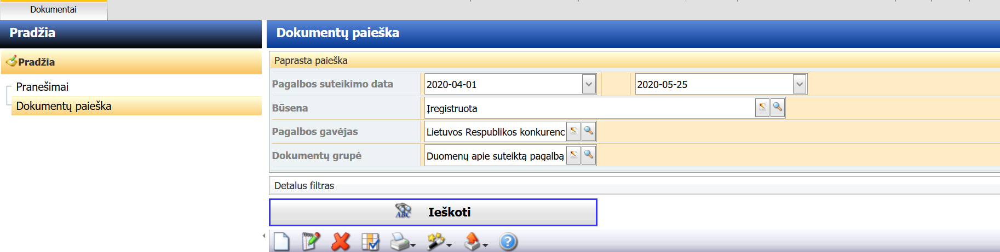 Dokumentai
Pradžia
Pradžia
Pranešimai
Dokumentų paieška
Dokumentų paieška
Paprasta paieška
Pagalbos suteikimo data 2020-04-01 2020-05-25
Būsena Įregistruota
Pagalbos gavėjas Lietuvos Respublikos konkurenc
Dokumentų grupė Duomenų apie suteiktą pagalbą
Detalus filtras
ABC Ieškoti